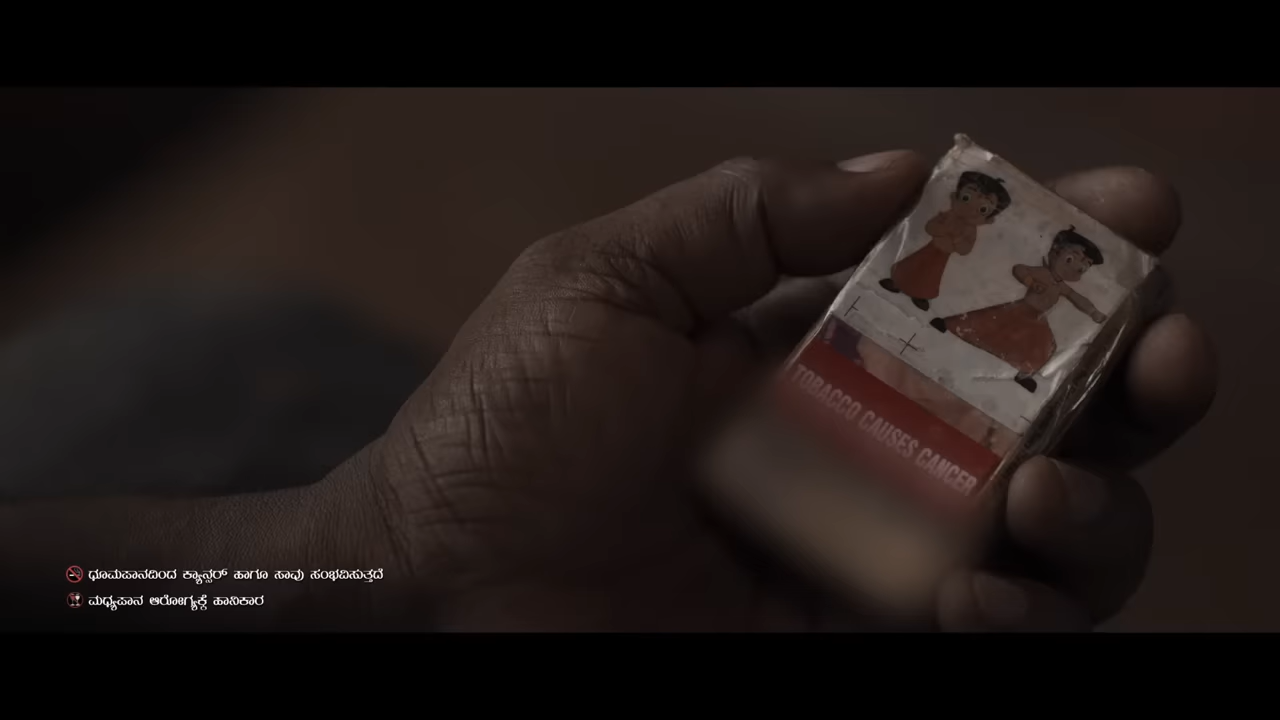 TOBACCO CAUSES CANCER
ಧೂಮಪಾನದಿಂದ ಕ್ಯಾನ್ಸರ್ ಹಾಗೂ ಸಾವು ಸಂಭವಿಸುತ್ತದೆ
ಮಧ್ಯಪಾನ ಆರೋಗ್ಯಕ್ಕೆ ಹಾನಿಕಾರ